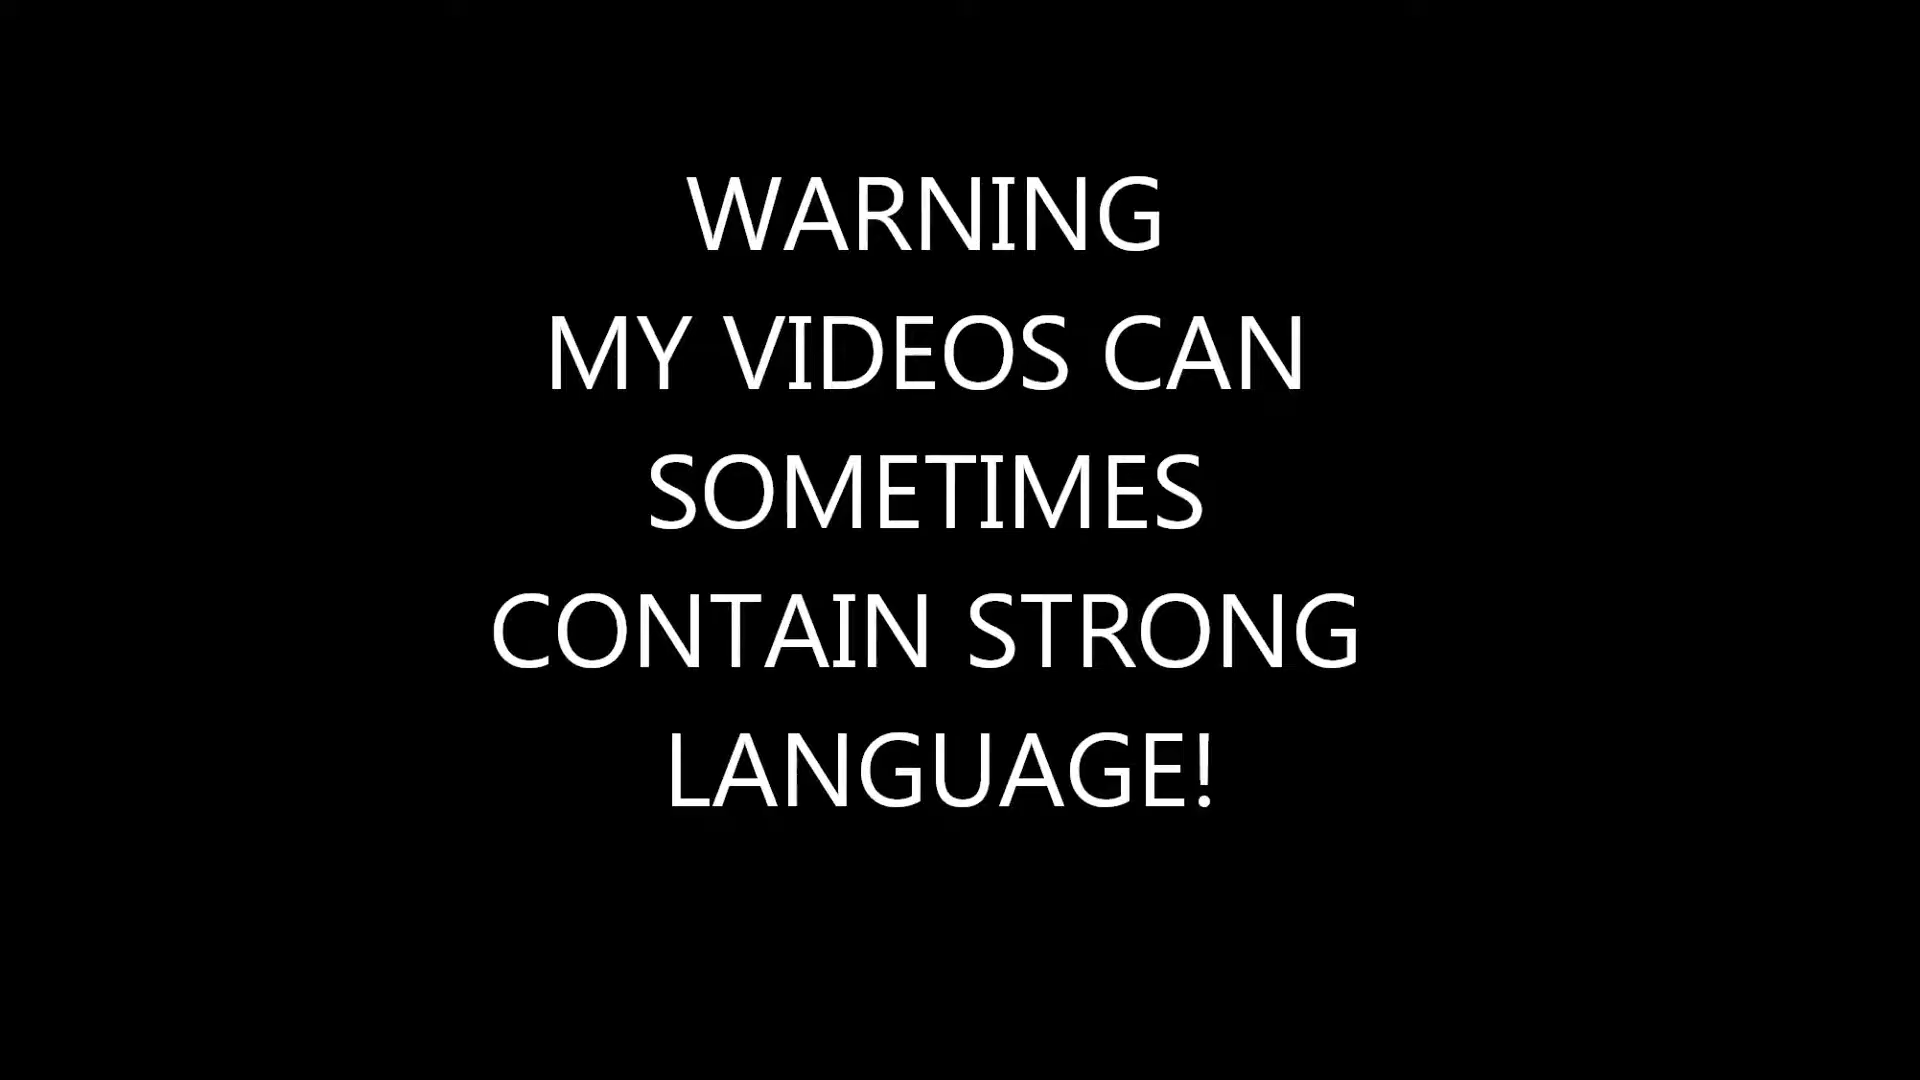 WARNING
MY VIDEOS CAN
SOMETIMES
CONTAIN STRONG
LANGUAGE!